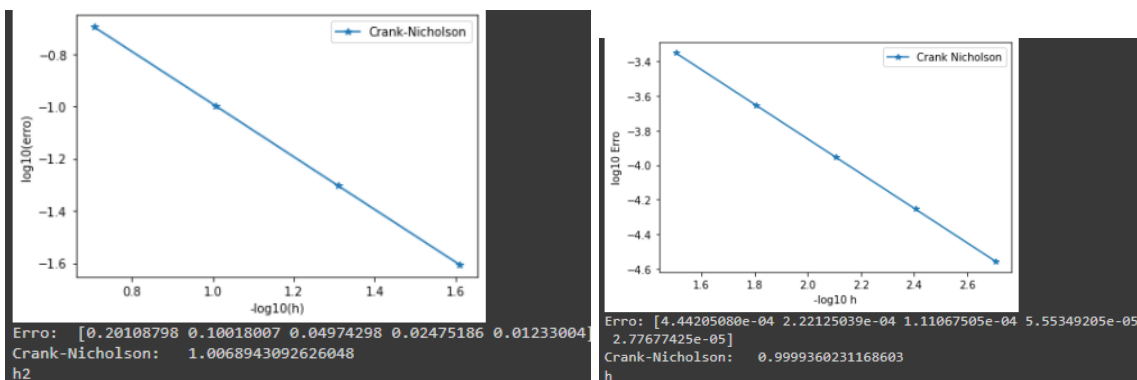 Crank-Nicholson
−0.8
−1.0
−1.2
−1.4
−1.6
log10(erro)
0.8 1.0 1.2 1.4 1.6
-log10(h)
Erro: [0.20108798 0.10018007 0.04974298 0.02475186 0.01233004]
Crank-Nicholson: 1.0068943092626048
h2
Crank Nicholson
−3.4
−3.6
−3.8
−4.0
−4.2
−4.4
−4.6
log10 Erro
1.6 1.8 2.0 2.2 2.4 2.6
-log10 h
Erro: [4.44205080e-04 2.22125039e-04 1.11067505e-04 5.55349205e-05
2.77677425e-05]
Crank-Nicholson: 0.9999360231168603
h